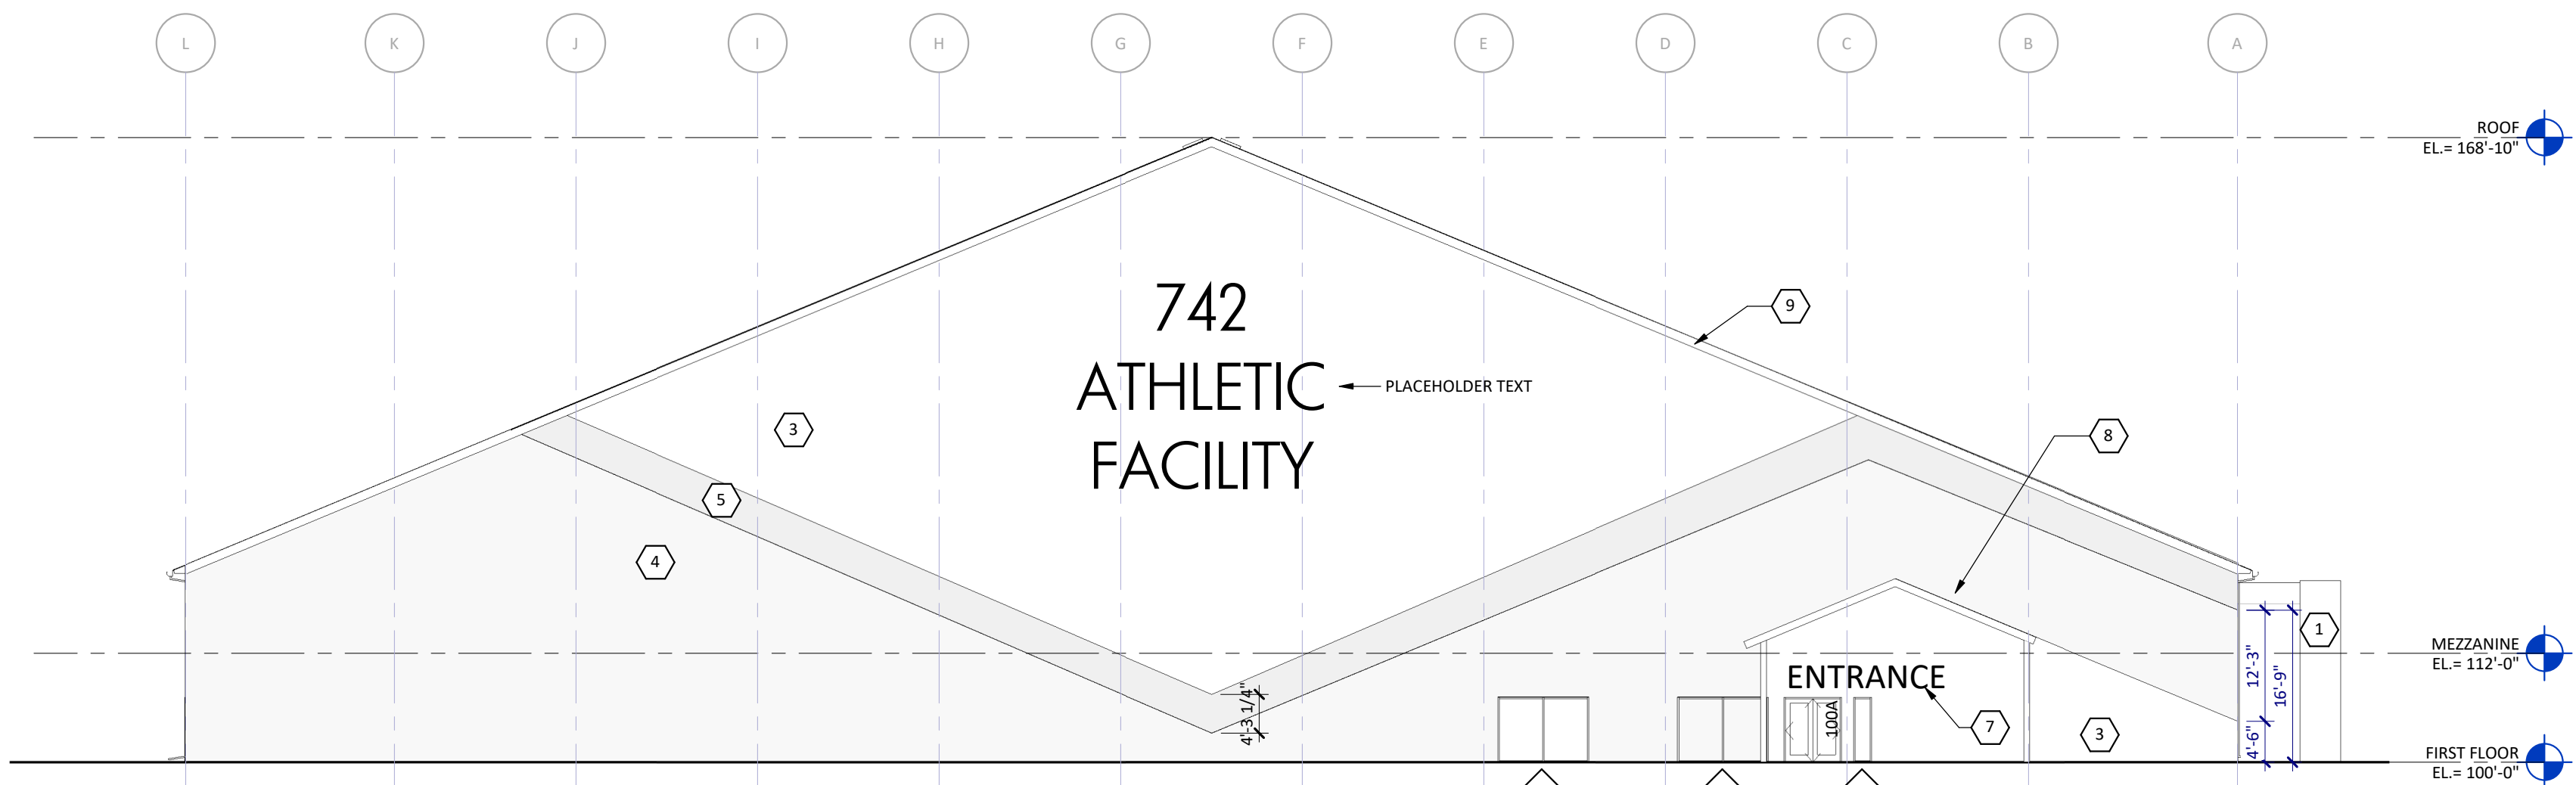 L K J I H G F E D C B A
ROOF
EL.= 168'-10"
9
742
ATHLETIC
FACILITY
PLACEHOLDER TEXT
3
8
5
4
1
MEZZANINE
EL.= 112'-0"
12'-3"
16'-9"
ENTRANCE
4'-3 1/4"
100A
7
3
4'-6"
FIRST FLOOR
EL.= 100'-0"